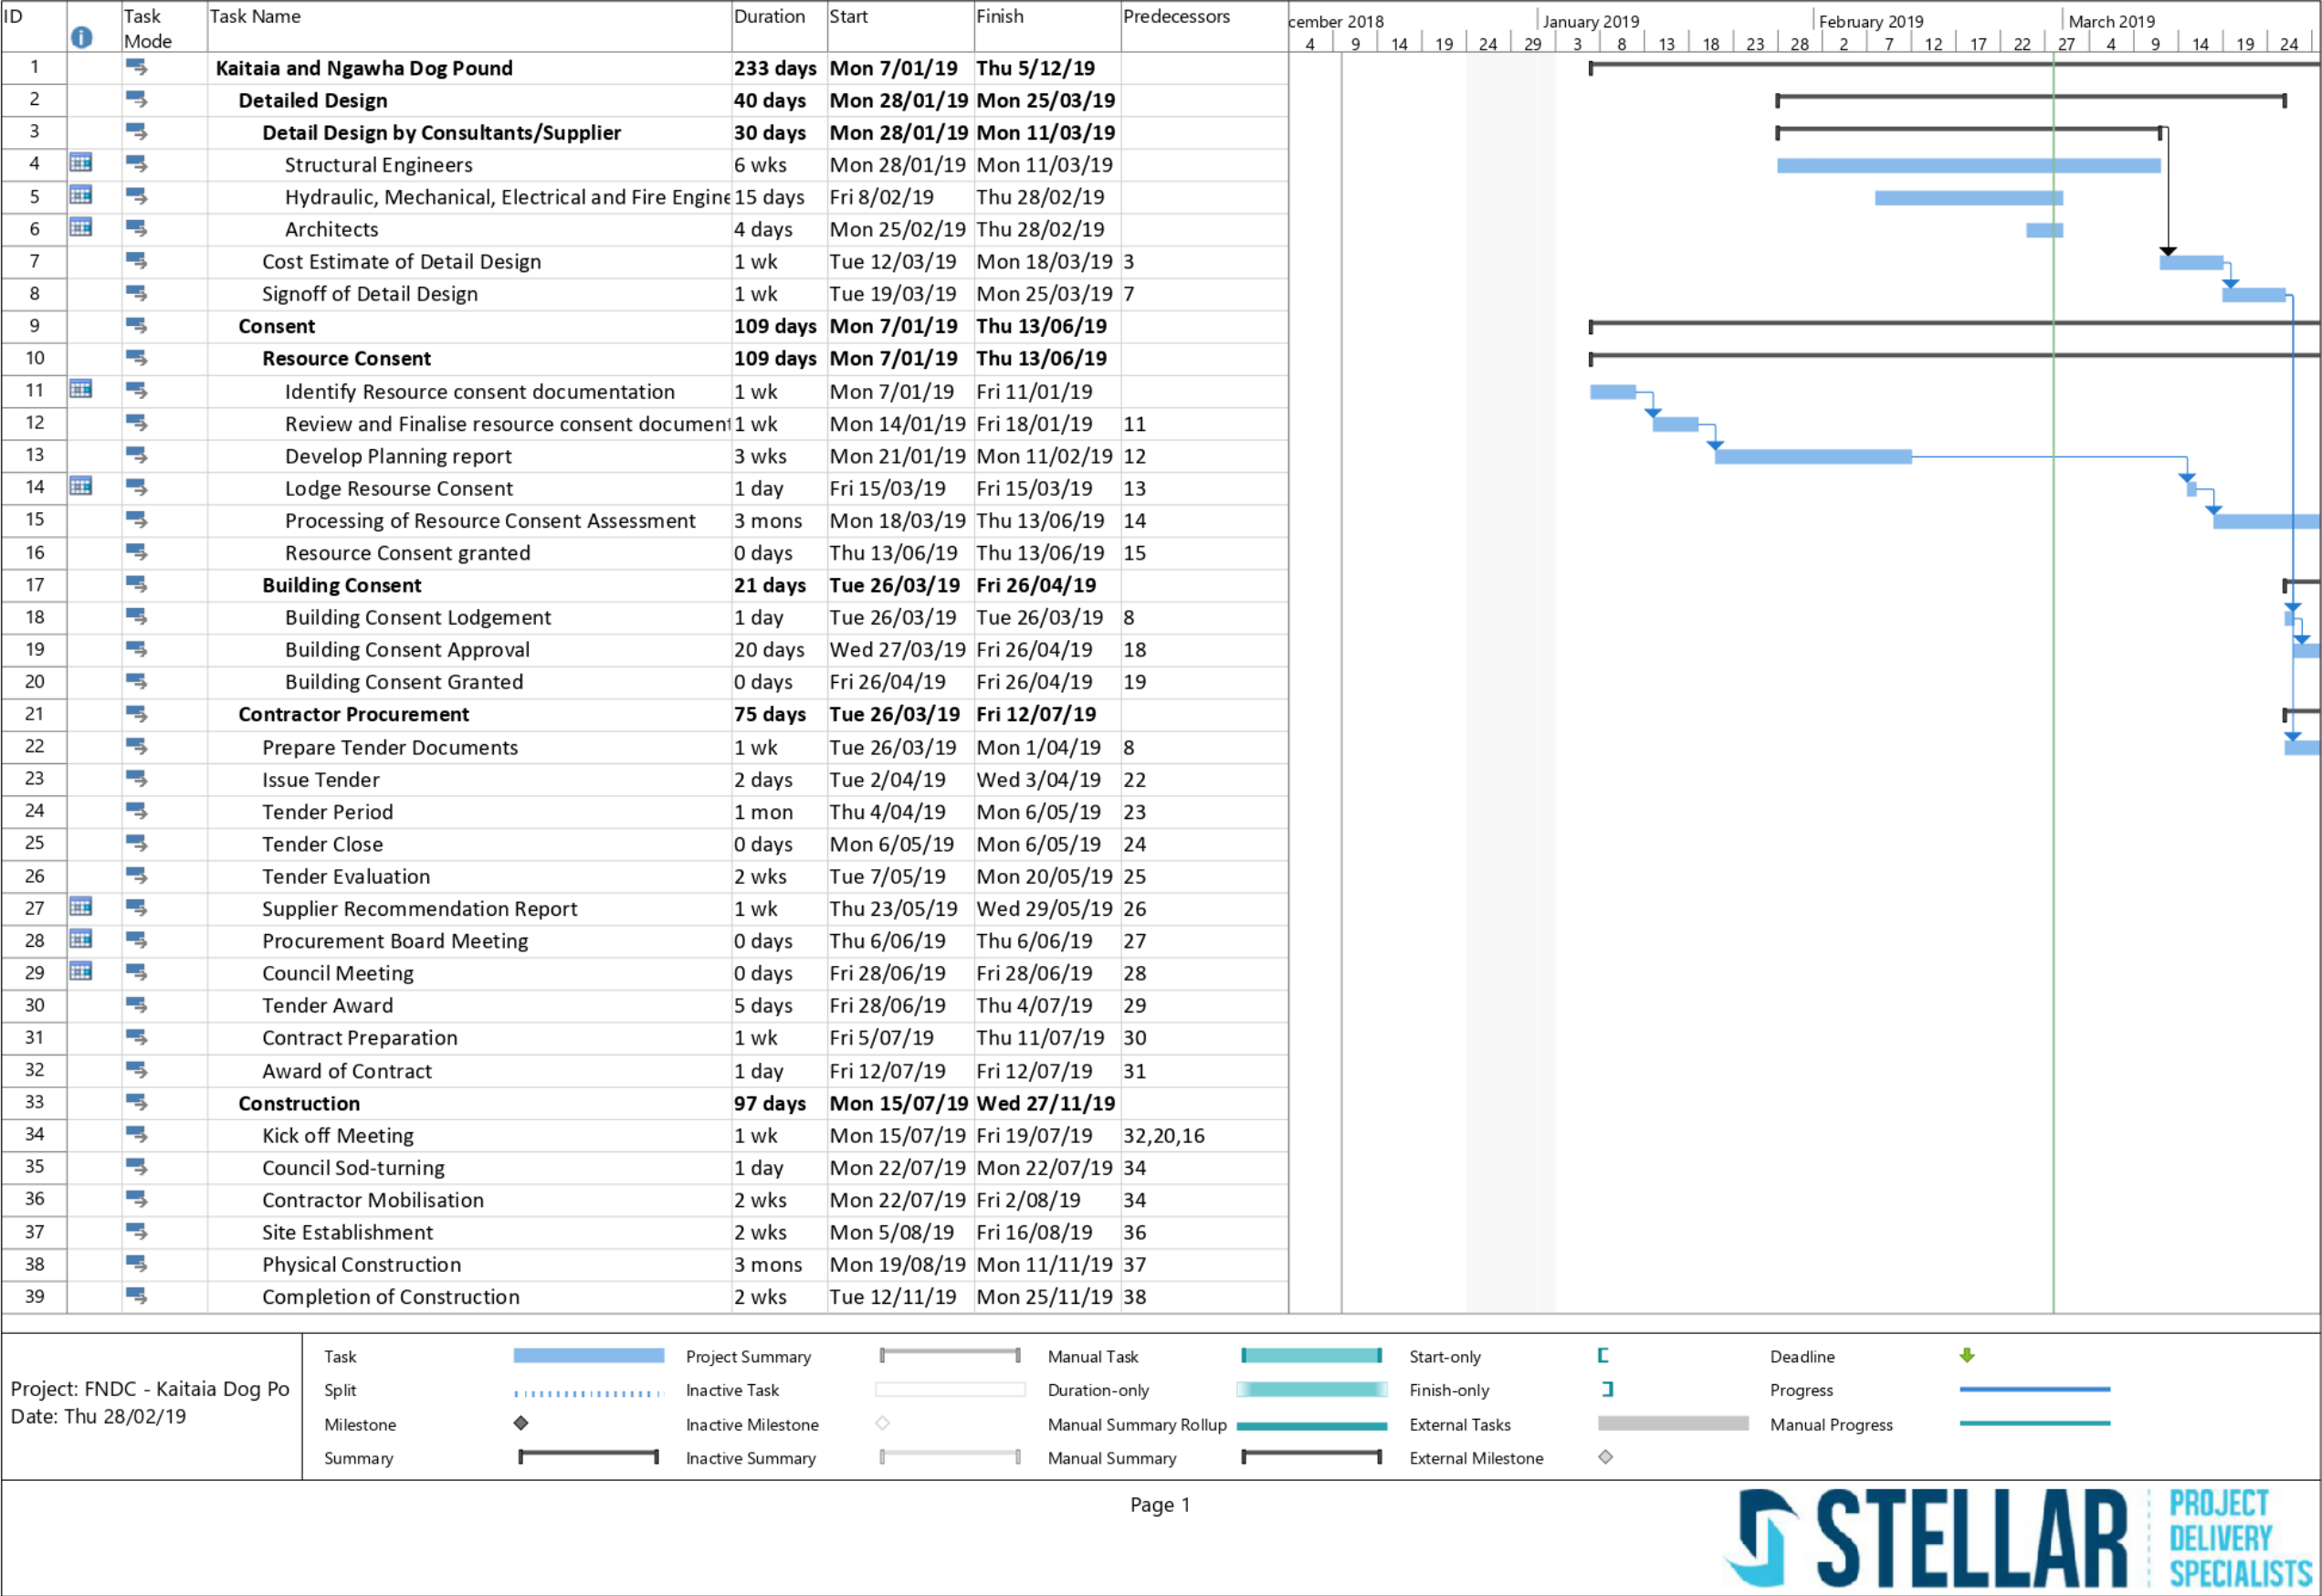 ID Task Mode Task Name Duration Start Finish Predecessors
cember 2018 January 2019 February 2019 March 2019
4 9 14 19 24 29 3 8 13 18 23 28 2 7 12 17 22 27 4 9 14 19 24
1 Kaitaia and Ngawha Dog Pound 233 days Mon 7/01/19 Thu 5/12/19
2 Detailed Design 40 days Mon 28/01/19 Mon 25/03/19
3 Detail Design by Consultants/Supplier 30 days Mon 28/01/19 Mon 11/03/19
4 Structural Engineers 6 wks Mon 28/01/19 Mon 11/03/19
5 Hydraulic, Mechanical, Electrical and Fire Engine 15 days Fri 8/02/19 Thu 28/02/19
6 Architects 4 days Mon 25/02/19 Thu 28/02/19
7 Cost Estimate of Detail Design 1 wk Tue 12/03/19 Mon 18/03/19 3
8 Signoff of Detail Design 1 wk Tue 19/03/19 Mon 25/03/19 7
9 Consent 109 days Mon 7/01/19 Thu 13/06/19
10 Resource Consent 109 days Mon 7/01/19 Thu 13/06/19
11 Identify Resource consent documentation 1 wk Mon 7/01/19 Fri 11/01/19
12 Review and Finalise resource consent document 1 wk Mon 14/01/19 Fri 18/01/19 11
13 Develop Planning report 3 wks Mon 21/01/19 Mon 11/02/19 12
14 Lodge Resourse Consent 1 day Fri 15/03/19 Fri 15/03/19 13
15 Processing of Resource Consent Assessment 3 mons Mon 18/03/19 Thu 13/06/19 14
16 Resource Consent granted 0 days Thu 13/06/19 Thu 13/06/19 15
17 Building Consent 21 days Tue 26/03/19 Fri 26/04/19
18 Building Consent Lodgement 1 day Tue 26/03/19 Tue 26/03/19 8
19 Building Consent Approval 20 days Wed 27/03/19 Fri 26/04/19 18
20 Building Consent Granted 0 days Fri 26/04/19 Fri 26/04/19 19
21 Contractor Procurement 75 days Tue 26/03/19 Fri 12/07/19
22 Prepare Tender Documents 1 wk Tue 26/03/19 Mon 1/04/19 8
23 Issue Tender 2 days Tue 2/04/19 Wed 3/04/19 22
24 Tender Period 1 mon Thu 4/04/19 Mon 6/05/19 23
25 Tender Close 0 days Mon 6/05/19 Mon 6/05/19 24
26 Tender Evaluation 2 wks Tue 7/05/19 Mon 20/05/19 25
27 Supplier Recommendation Report 1 wk Thu 23/05/19 Wed 29/05/19 26
28 Procurement Board Meeting 0 days Thu 6/06/19 Thu 6/06/19 27
29 Council Meeting 0 days Fri 28/06/19 Fri 28/06/19 28
30 Tender Award 5 days Fri 28/06/19 Thu 4/07/19 29
31 Contract Preparation 1 wk Fri 5/07/19 Thu 11/07/19 30
32 Award of Contract 1 day Fri 12/07/19 Fri 12/07/19 31
33 Construction 97 days Mon 15/07/19 Wed 27/11/19
34 Kick off Meeting 1 wk Mon 15/07/19 Fri 19/07/19 32,20,16
35 Council Sod-turning 1 day Mon 22/07/19 Mon 22/07/19 34
36 Contractor Mobilisation 2 wks Mon 22/07/19 Fri 2/08/19 34
37 Site Establishment 2 wks Mon 5/08/19 Fri 16/08/19 36
38 Physical Construction 3 mons Mon 19/08/19 Mon 11/11/19 37
39 Completion of Construction 2 wks Tue 12/11/19 Mon 25/11/19 38
Project: FNDC - Kaitaia Dog Po
Date: Thu 28/02/19
Task Project Summary Manual Task Start-only Deadline
Split Inactive Task Duration-only Finish-only Progress
Milestone Inactive Milestone Manual Summary Rollup External Tasks Manual Progress
Summary Inactive Summary Manual Summary External Milestone
Page 1
STELLAR
PROJECT
DELIVERY
SPECIALISTS